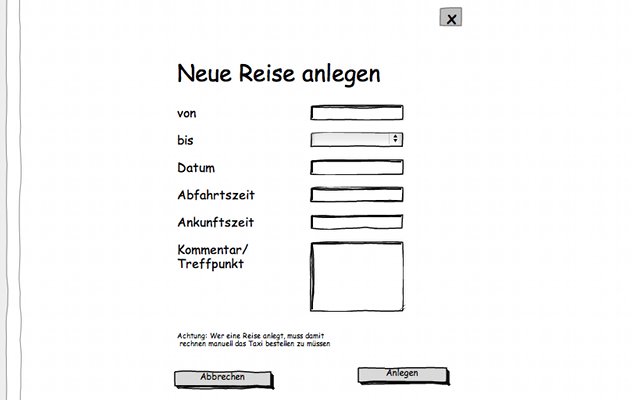 x
Neue Reise anlegen
von
bis
Datum
Abfahrtszeit
Ankunftszeit
Kommentar/
Treffpunkt
Achtung: Wer eine Reise anlegt, muss damit
rechnen manuell das Taxi bestellen zu müssen
Abbrechen
Anlegen